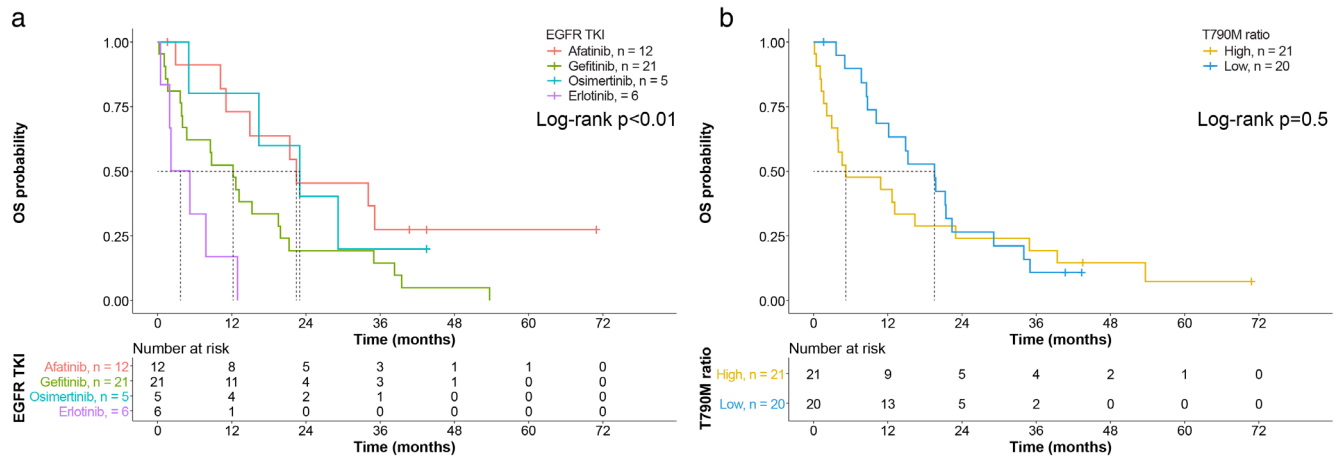 a
EGFR TKI
Afatinib, n = 12
Gefitinib, n = 21
Osimertinib, n = 5
Erlotinib, = 6
Log-rank p<0.01
OS probability
1.00
0.75
0.50
0.25
0.00
0 12 24 36 48 60 72
Time (months)
Number at risk
EGFR TKI
Afatinib, n = 12 12 8 5 3 1 1 0
Gefitinib, n = 21 21 11 4 3 1 0 0
Osimertinib, n = 5 5 4 2 1 0 0 0
Erlotinib, = 6 6 1 0 0 0 0 0
0 12 24 36 48 60 72
Time (months)
b
T790M ratio
High, n = 21
Low, n = 20
Log-rank p=0.5
OS probability
1.00
0.75
0.50
0.25
0.00
0 12 24 36 48 60 72
Time (months)
Number at risk
T790M ratio
High, n = 21 21 9 5 4 2 1 0
Low, n = 20 20 13 5 2 0 0 0
0 12 24 36 48 60 72
Time (months)